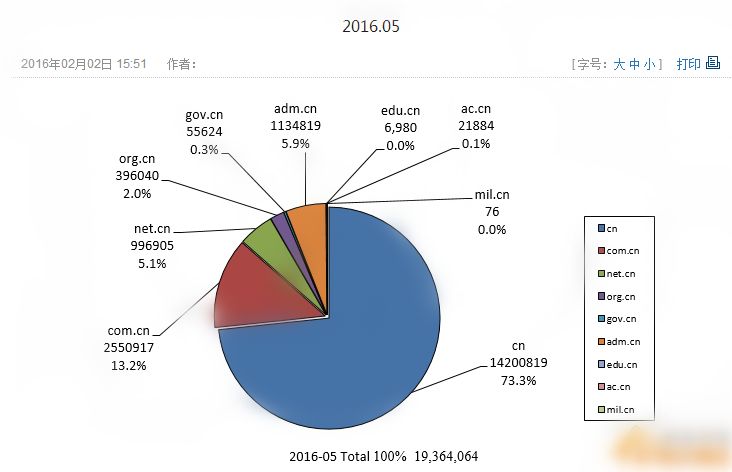 2016.05
2016年02月02日 15:51 作者：
[ 字号： 大 中 小 ] 打印
gov.cn
55624
0.3%
adm.cn
1134819
5.9%
edu.cn
6,980
0.0%
ac.cn
21884
0.1%
org.cn
396040
2.0%
mil.cn
76
0.0%
net.cn
996905
5.1%
com.cn
2550917
13.2%
cn
14200819
73.3%
cn
com.cn
net.cn
org.cn
gov.cn
adm.cn
edu.cn
ac.cn
mil.cn
2016-05 Total 100% 19,364,064